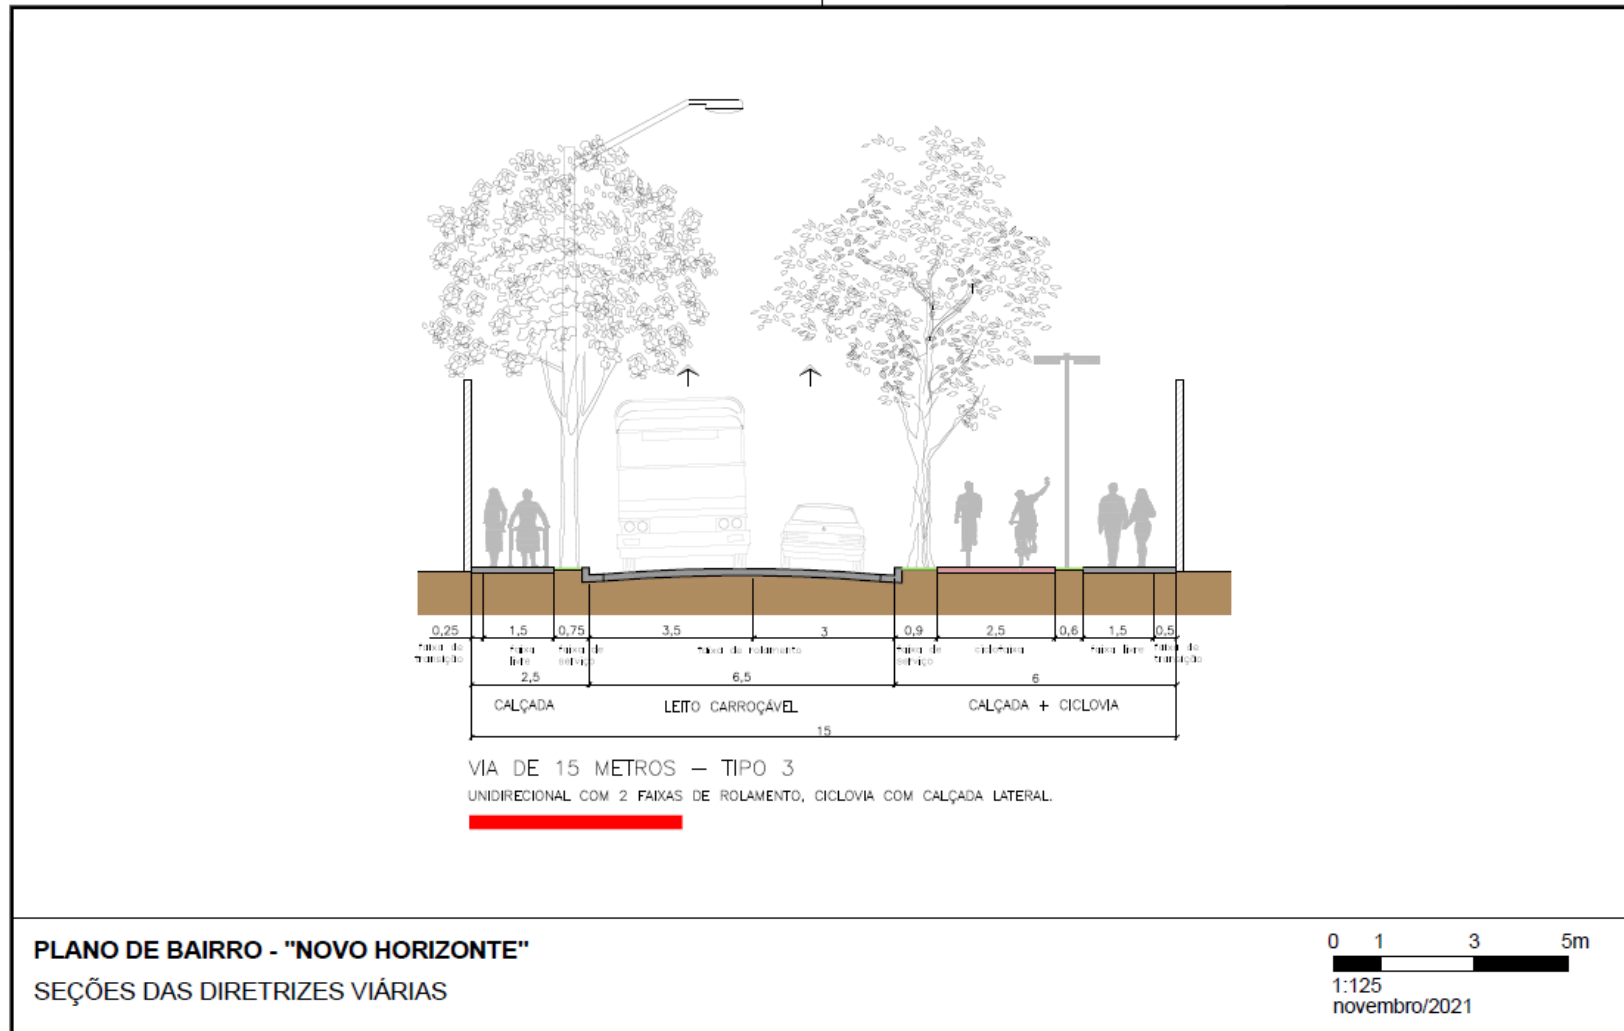 0,25 1,5 0,75 3,5 3 0,9 2,5 0,6 1,5 0,5
faixa de transição
faixa livre
faixa de serviço
faixa de rolamento
faixa de serviço
ciclofaixa
faixa livre
faixa de transição
2,5 6,5 6
CALÇADA LEITO CARROÇÁVEL CALÇADA + CICLOVIA
15
VIA DE 15 METROS – TIPO 3
UNIDIRECIONAL COM 2 FAIXAS DE ROLAMENTO, CICLOVIA COM CALÇADA LATERAL.
PLANO DE BAIRRO - "NOVO HORIZONTE"
SEÇÕES DAS DIRETRIZES VIÁRIAS
0 1 3 5m
1:125
novembro/2021